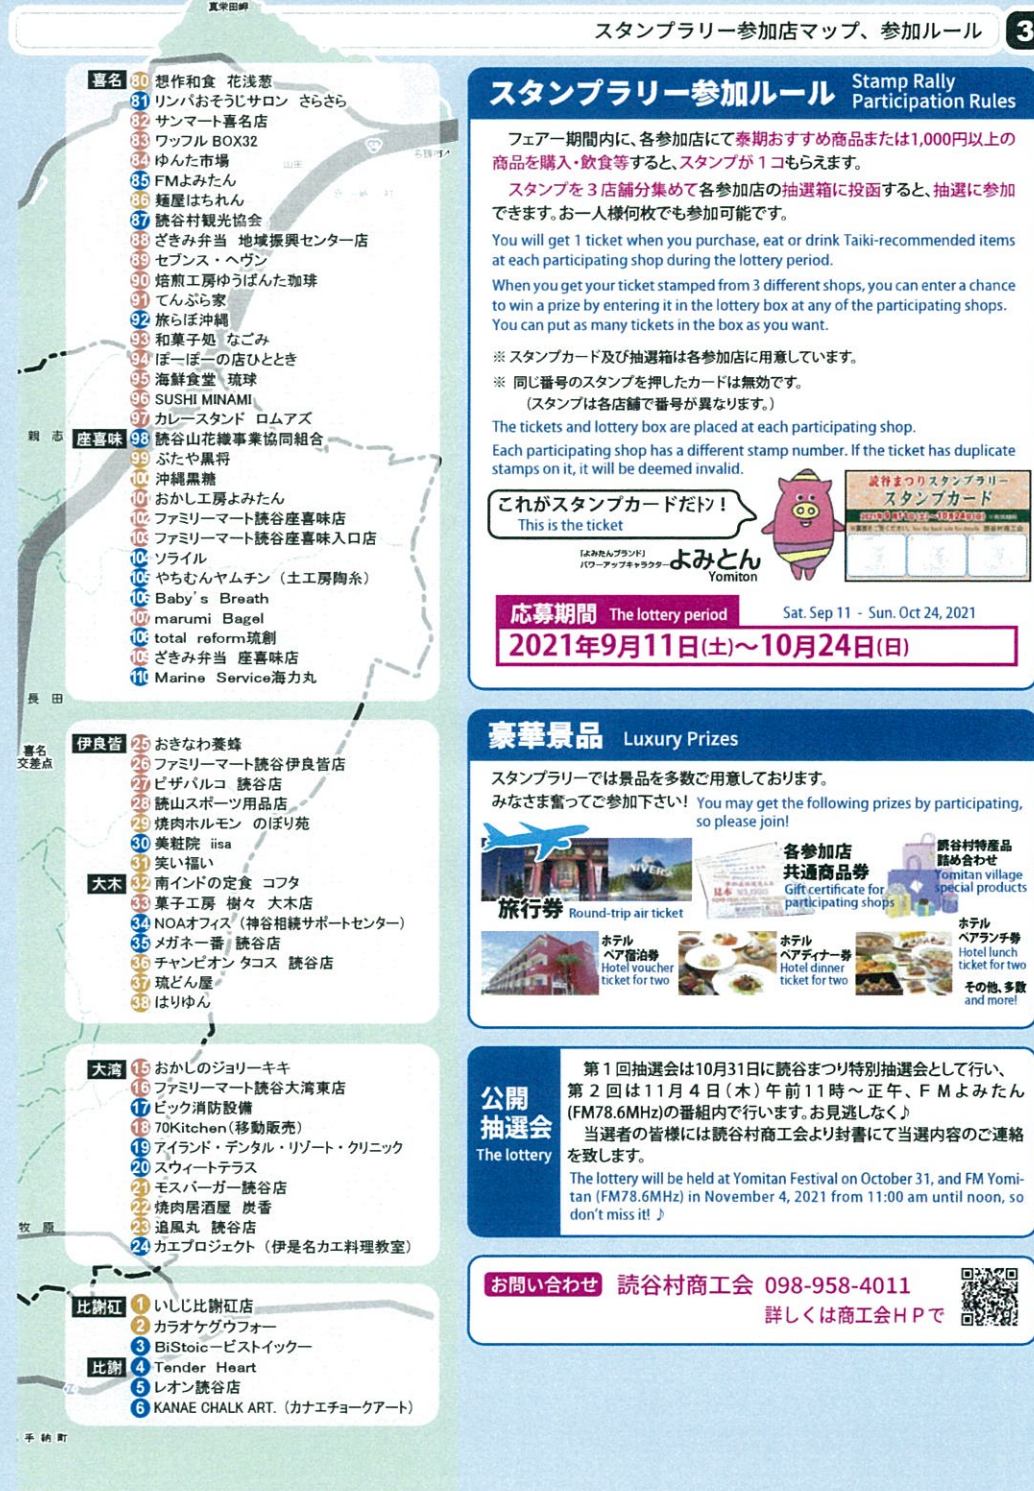 真栄田岬
スタンプラリー参加店マップ、参加ルール 3
喜名
80 想作和食 花浅葱
81 リンパおそうじサロン さらさら
82 サンマート喜名店
83 ワッフル BOX32
84 ゆんた市場
85 FMよみたん
86 麺屋はちれん
87 読谷村観光協会
88 ざきみ弁当 地域振興センター店
89 セブンス・ヘヴン
90 焙煎工房ゆうばんた珈琲
91 てんぷら家
92 旅らぼ沖縄
93 和菓子処 なごみ
94 ぽーぽーの店ひととき
95 海鮮食堂 琉球
96 SUSHI MINAMI
97 カレースタンド ロムアズ
座喜味
98 読谷山花織事業協同組合
99 ぶたや黒将
100 沖縄黒糖
101 おかし工房よみたん
102 ファミリーマート読谷座喜味店
103 ファミリーマート読谷座喜味入口店
104 ソライル
105 やちむんヤムチン（土工房陶糸）
106 Baby's Breath
107 marumi Bagel
108 total reform琉創
109 ざきみ弁当 座喜味店
110 Marine Service海力丸
山田
58
親 志
長 田
喜名
交差点
伊良皆
25 おきなわ養蜂
26 ファミリーマート読谷伊良皆店
27 ピザパルコ 読谷店
28 読山スポーツ用品店
29 焼肉ホルモン のぼり苑
30 美粧院 iisa
31 笑い福い
大木
32 南インドの定食 コフタ
33 菓子工房 樹々 大木店
34 NOAオフィス（神谷相続サポートセンター）
35 メガネ一番 読谷店
36 チャンピオン タコス 読谷店
37 琉どん屋
38 はりゆん
大湾
15 おかしのジョリーキキ
16 ファミリーマート読谷大湾東店
17 ビック消防設備
18 70Kitchen（移動販売）
19 アイランド・デンタル・リゾート・クリニック
20 スウィートテラス
21 モスバーガー読谷店
22 焼肉居酒屋 炭香
23 追風丸 読谷店
24 カエプロジェクト（伊是名カエ料理教室）
牧 原
比謝矼
1 いしじ比謝矼店
2 カラオケグウフォー
3 BiStoicービストイックー
比謝
4 Tender Heart
5 レオン読谷店
6 KANAE CHALK ART.（カナエチョークアート）
手納町
スタンプラリー参加ルール Stamp Rally
Participation Rules
フェアー期間内に、各参加店にて泰期おすすめ商品または1,000円以上の
商品を購入・飲食等すると、スタンプが１コもらえます。
スタンプを３店舗分集めて各参加店の抽選箱に投函すると、抽選に参加
できます。お一人様何枚でも参加可能です。
You will get 1 ticket when you purchase, eat or drink Taiki-recommended items
at each participating shop during the lottery period.
When you get your ticket stamped from 3 different shops, you can enter a chance
to win a prize by entering it in the lottery box at any of the participating shops.
You can put as many tickets in the box as you want.
※ スタンプカード及び抽選箱は各参加店に用意しています。
※ 同じ番号のスタンプを押したカードは無効です。
（スタンプは各店舗で番号が異なります。）
The tickets and lottery box are placed at each participating shop.
Each participating shop has a different stamp number. If the ticket has duplicate
stamps on it, it will be deemed invalid.
これがスタンプカードだトン！
This is the ticket
「よみたんブランド」
パワーアップキャラクター よみとん
Yomiton
読谷まつりスタンプラリー
スタンプカード
応募期間 The lottery period
Sat. Sep 11 - Sun. Oct 24, 2021
2021年9月11日(土)〜10月24日(日)
豪華景品 Luxury Prizes
スタンプラリーでは景品を多数ご用意しております。
みなさま奮ってご参加下さい！ You may get the following prizes by participating,
so please join!
旅行券 Round-trip air ticket
見本
各参加店
共通商品券
Gift certificate for
participating shops
読谷村特産品
詰め合わせ
Yomitan village
special products
ホテル
ペア宿泊券
Hotel voucher
ticket for two
ホテル
ペアディナー券
Hotel dinner
ticket for two
ホテル
ペアランチ券
Hotel lunch
ticket for two
その他、多数
and more!
公開
抽選会
The lottery
第１回抽選会は10月31日に読谷まつり特別抽選会として行い、
第２回は11月４日（木）午前11時〜正午、ＦＭよみたん
(FM78.6MHz)の番組内で行います。お見逃しなく♪
当選者の皆様には読谷村商工会より封書にて当選内容のご連絡
を致します。
The lottery will be held at Yomitan Festival on October 31, and FM Yomi-
tan (FM78.6MHz) in November 4, 2021 from 11:00 am until noon, so
don't miss it! ♪
お問い合わせ 読谷村商工会 098-958-4011
詳しくは商工会ＨＰで